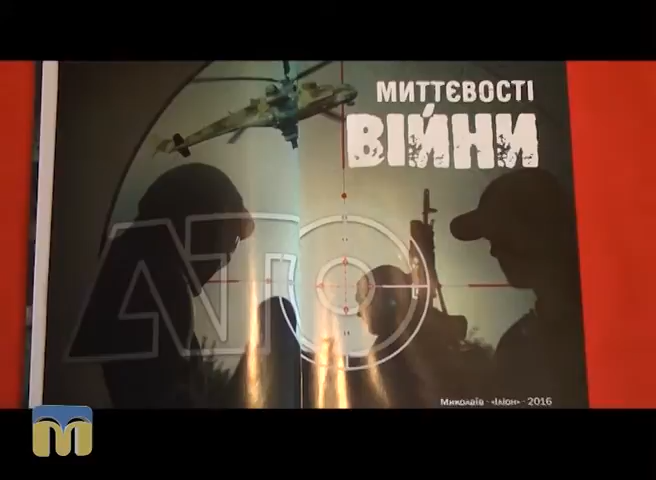 МИТТЄВОСТІ
ВІЙНИ
АТО
Миколаїв · «Іліон» · 2016
М